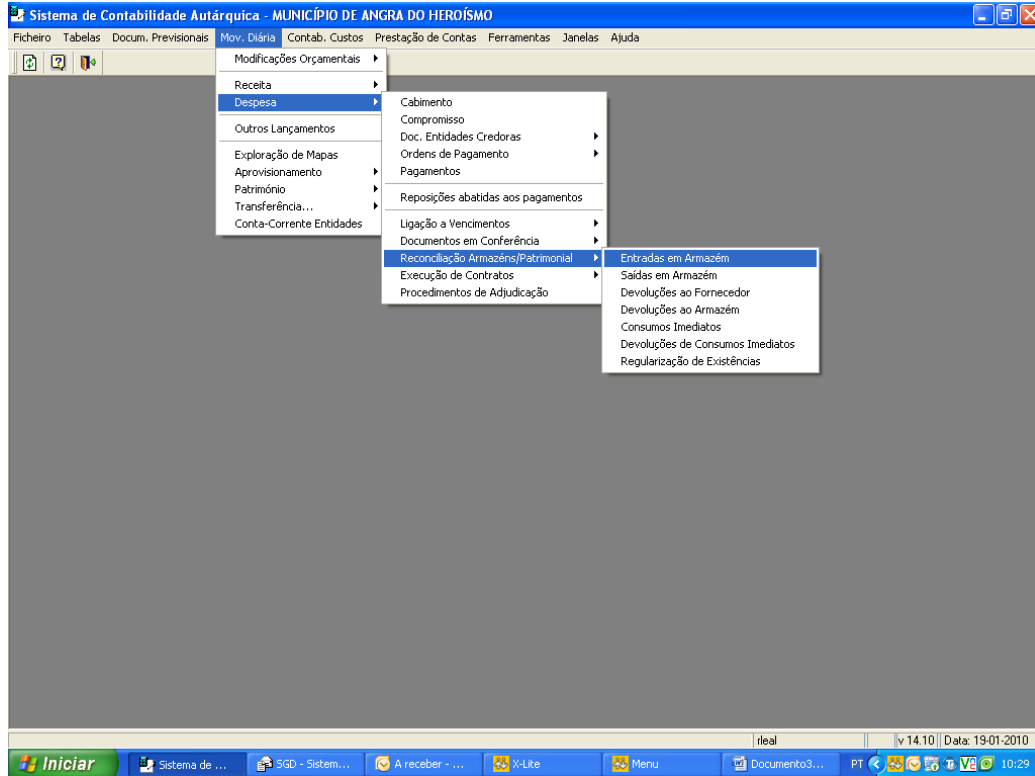 Sistema de Contabilidade Autárquica - MUNICÍPIO DE ANGRA DO HEROÍSMO
Ficheiro Tabelas Docum. Previsionais Mov. Diária Contab. Custos Prestação de Contas Ferramentas Janelas Ajuda
Modificações Orçamentais
Receita
Despesa
Outros Lançamentos
Exploração de Mapas
Aprovisionamento
Património
Transferência...
Conta-Corrente Entidades
Cabimento
Compromisso
Doc. Entidades Credoras
Ordens de Pagamento
Pagamentos
Reposições abatidas aos pagamentos
Ligação a Vencimentos
Documentos em Conferência
Reconciliação Armazéns/Patrimonial
Execução de Contratos
Procedimentos de Adjudicação
Entradas em Armazém
Saídas em Armazém
Devoluções ao Fornecedor
Devoluções ao Armazém
Consumos Imediatos
Devoluções de Consumos Imediatos
Regularização de Existências
rleal v 14.10 Data: 19-01-2010
Iniciar Sistema de ... SGD - Sistem... A receber - ... X-Lite Menu Documento3... PT 10:29